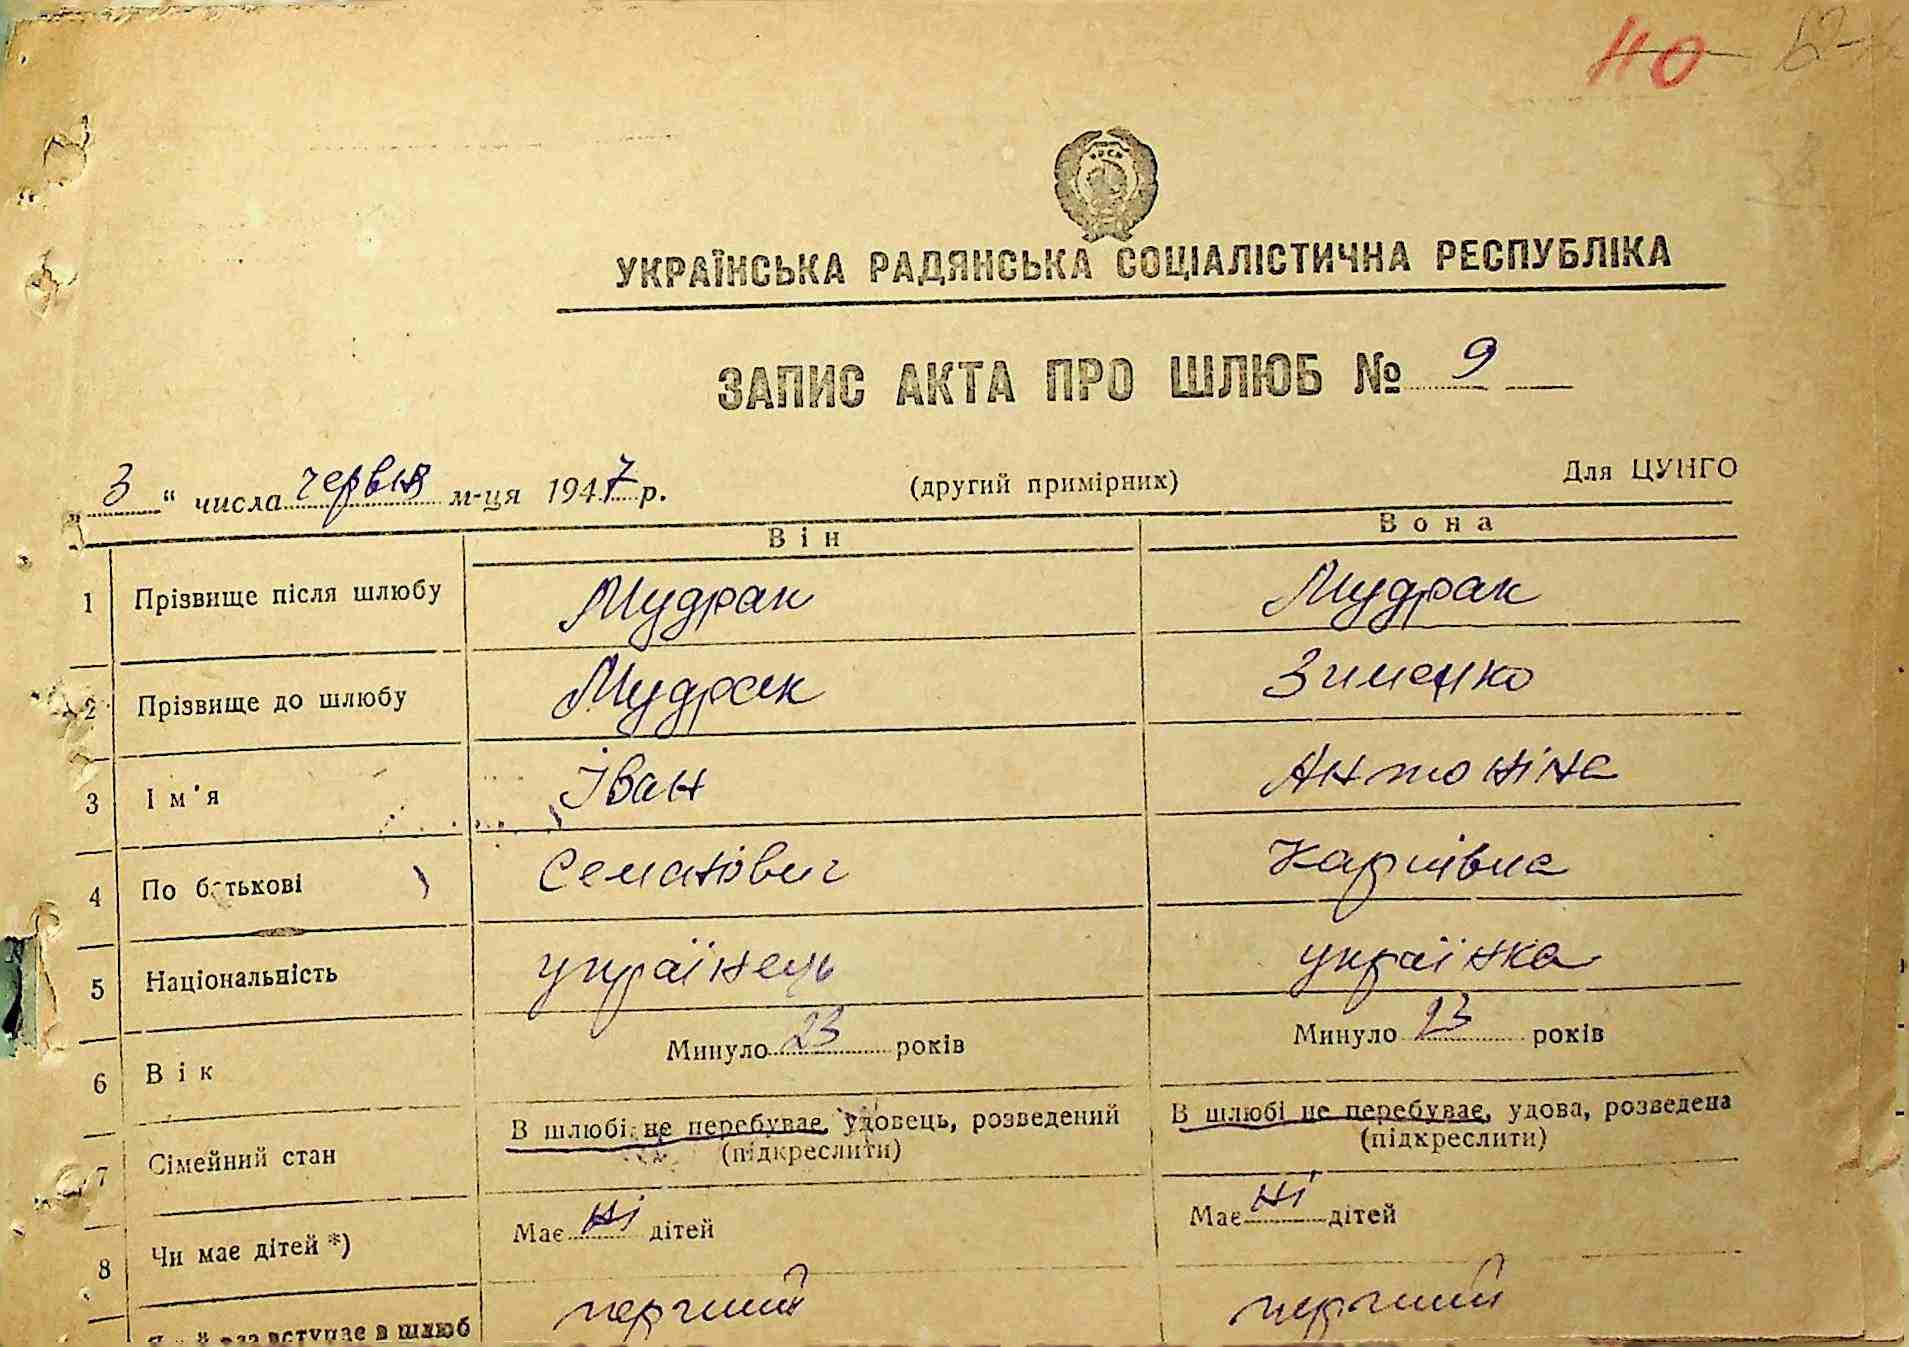 40
УКРАЇНСЬКА РАДЯНСЬКА СОЦІАЛІСТИЧНА РЕСПУБЛІКА
ЗАПИС АКТА ПРО ШЛЮБ № 9
„ 3 “ числа червня м-ця 1947 р. (другий примірник) Для ЦУНГО
Він Вона
1 Прізвище після шлюбу Мудрак Мудрак
2 Прізвище до шлюбу Мудрак Зименко
3 Ім'я Іван Антоніна
4 По батькові Семанович Карпівна
5 Національність українець українка
6 Вік Минуло 23 років Минуло 23 років
7 Сімейний стан В шлюбі не перебуває, удовець, розведений (підкреслити) В шлюбі не перебуває, удова, розведена (підкреслити)
8 Чи має дітей *) Має ні дітей Має ні дітей
раз вступає в шлюб перший перший